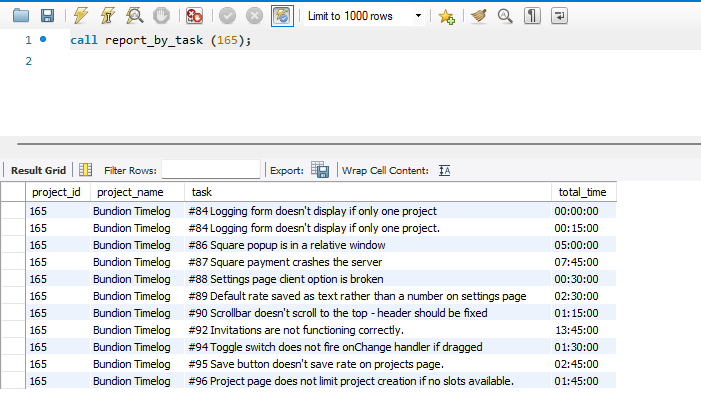 Limit to 1000 rows
1 call report_by_task (165);
2
Result Grid Filter Rows: Export: Wrap Cell Content:
project_id project_name task total_time
165 Bundion Timelog #84 Logging form doesn't display if only one project 00:00:00
165 Bundion Timelog #84 Logging form doesn't display if only one project. 00:15:00
165 Bundion Timelog #86 Square popup is in a relative window 05:00:00
165 Bundion Timelog #87 Square payment crashes the server 07:45:00
165 Bundion Timelog #88 Settings page client option is broken 00:30:00
165 Bundion Timelog #89 Default rate saved as text rather than a number on settings page 02:30:00
165 Bundion Timelog #90 Scrollbar doesn't scroll to the top - header should be fixed 01:15:00
165 Bundion Timelog #92 Invitations are not functioning correctly. 13:45:00
165 Bundion Timelog #94 Toggle switch does not fire onChange handler if dragged 01:30:00
165 Bundion Timelog #95 Save button doesn't save rate on projects page. 02:45:00
165 Bundion Timelog #96 Project page does not limit project creation if no slots available. 01:45:00